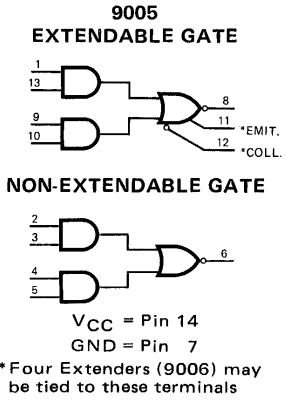 9005
EXTENDABLE GATE
1
13
9
10
8
11
*EMIT.
12
*COLL.
NON-EXTENDABLE GATE
2
3
4
5
6
VCC = Pin 14
GND = Pin 7
*Four Extenders (9006) may
be tied to these terminals